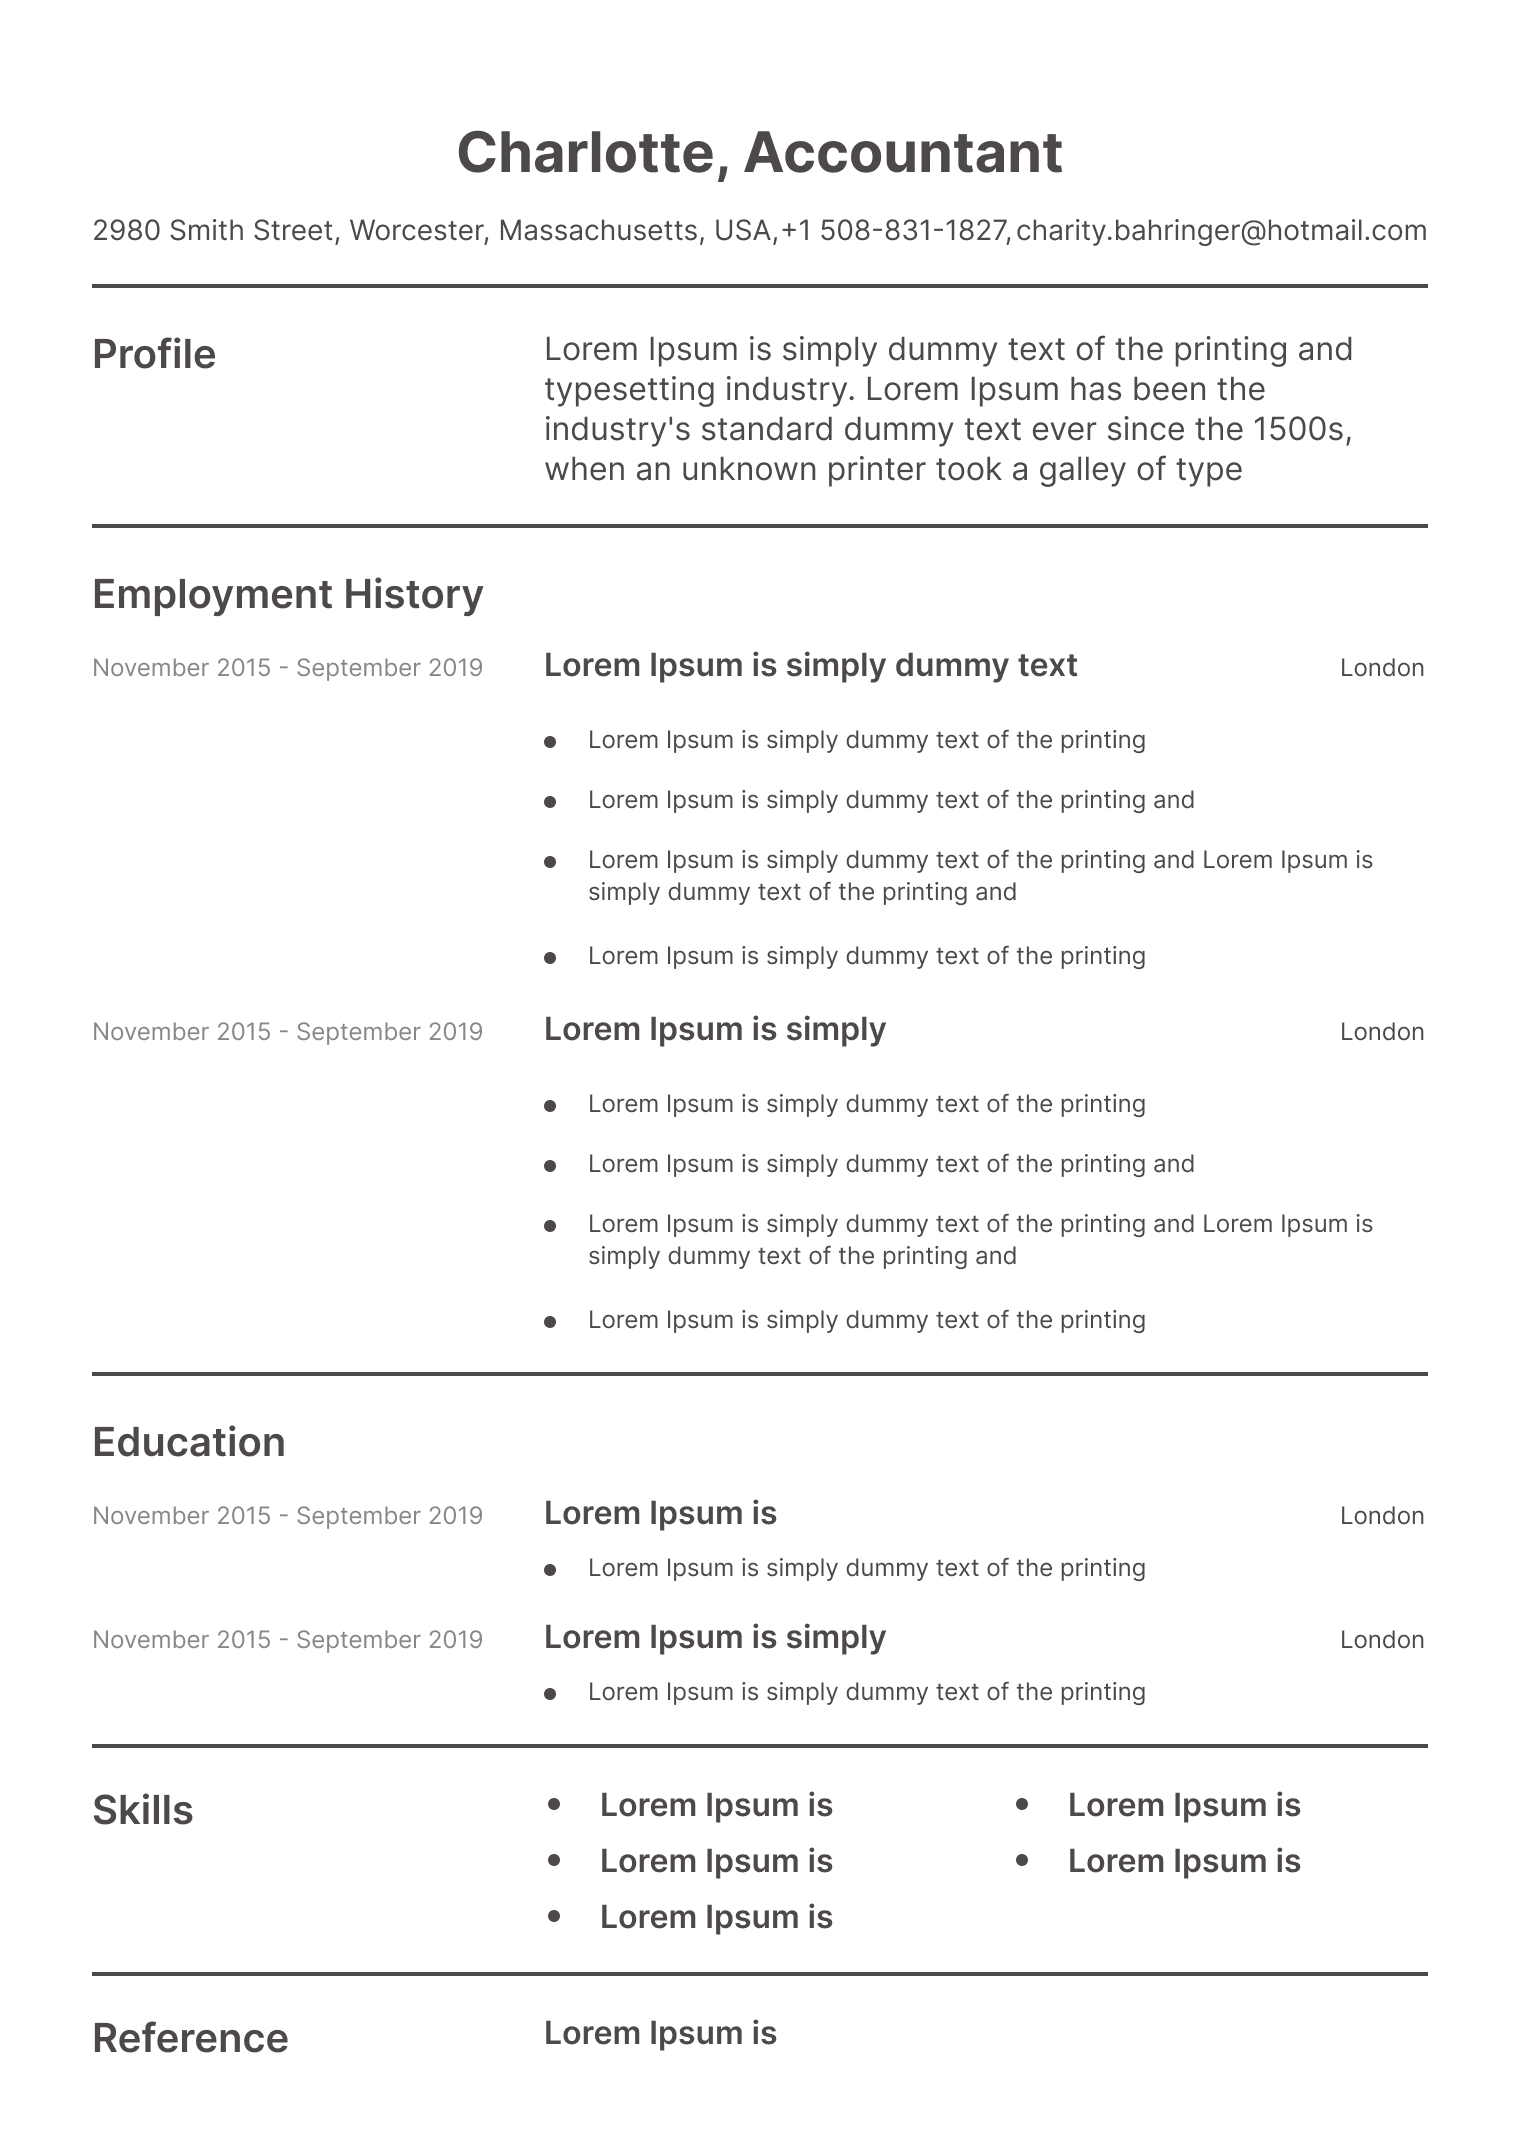 Charlotte, Accountant
2980 Smith Street, Worcester, Massachusetts, USA,+1 508-831-1827, charity.bahringer@hotmail.com
Profile
Lorem Ipsum is simply dummy text of the printing and
typesetting industry. Lorem Ipsum has been the
industry's standard dummy text ever since the 1500s,
when an unknown printer took a galley of type
Employment History
November 2015 - September 2019 Lorem Ipsum is simply dummy text London
• Lorem Ipsum is simply dummy text of the printing
• Lorem Ipsum is simply dummy text of the printing and
• Lorem Ipsum is simply dummy text of the printing and Lorem Ipsum is
simply dummy text of the printing and
• Lorem Ipsum is simply dummy text of the printing
November 2015 - September 2019 Lorem Ipsum is simply London
• Lorem Ipsum is simply dummy text of the printing
• Lorem Ipsum is simply dummy text of the printing and
• Lorem Ipsum is simply dummy text of the printing and Lorem Ipsum is
simply dummy text of the printing and
• Lorem Ipsum is simply dummy text of the printing
Education
November 2015 - September 2019 Lorem Ipsum is London
• Lorem Ipsum is simply dummy text of the printing
November 2015 - September 2019 Lorem Ipsum is simply London
• Lorem Ipsum is simply dummy text of the printing
Skills
• Lorem Ipsum is • Lorem Ipsum is
• Lorem Ipsum is • Lorem Ipsum is
• Lorem Ipsum is
Reference
Lorem Ipsum is